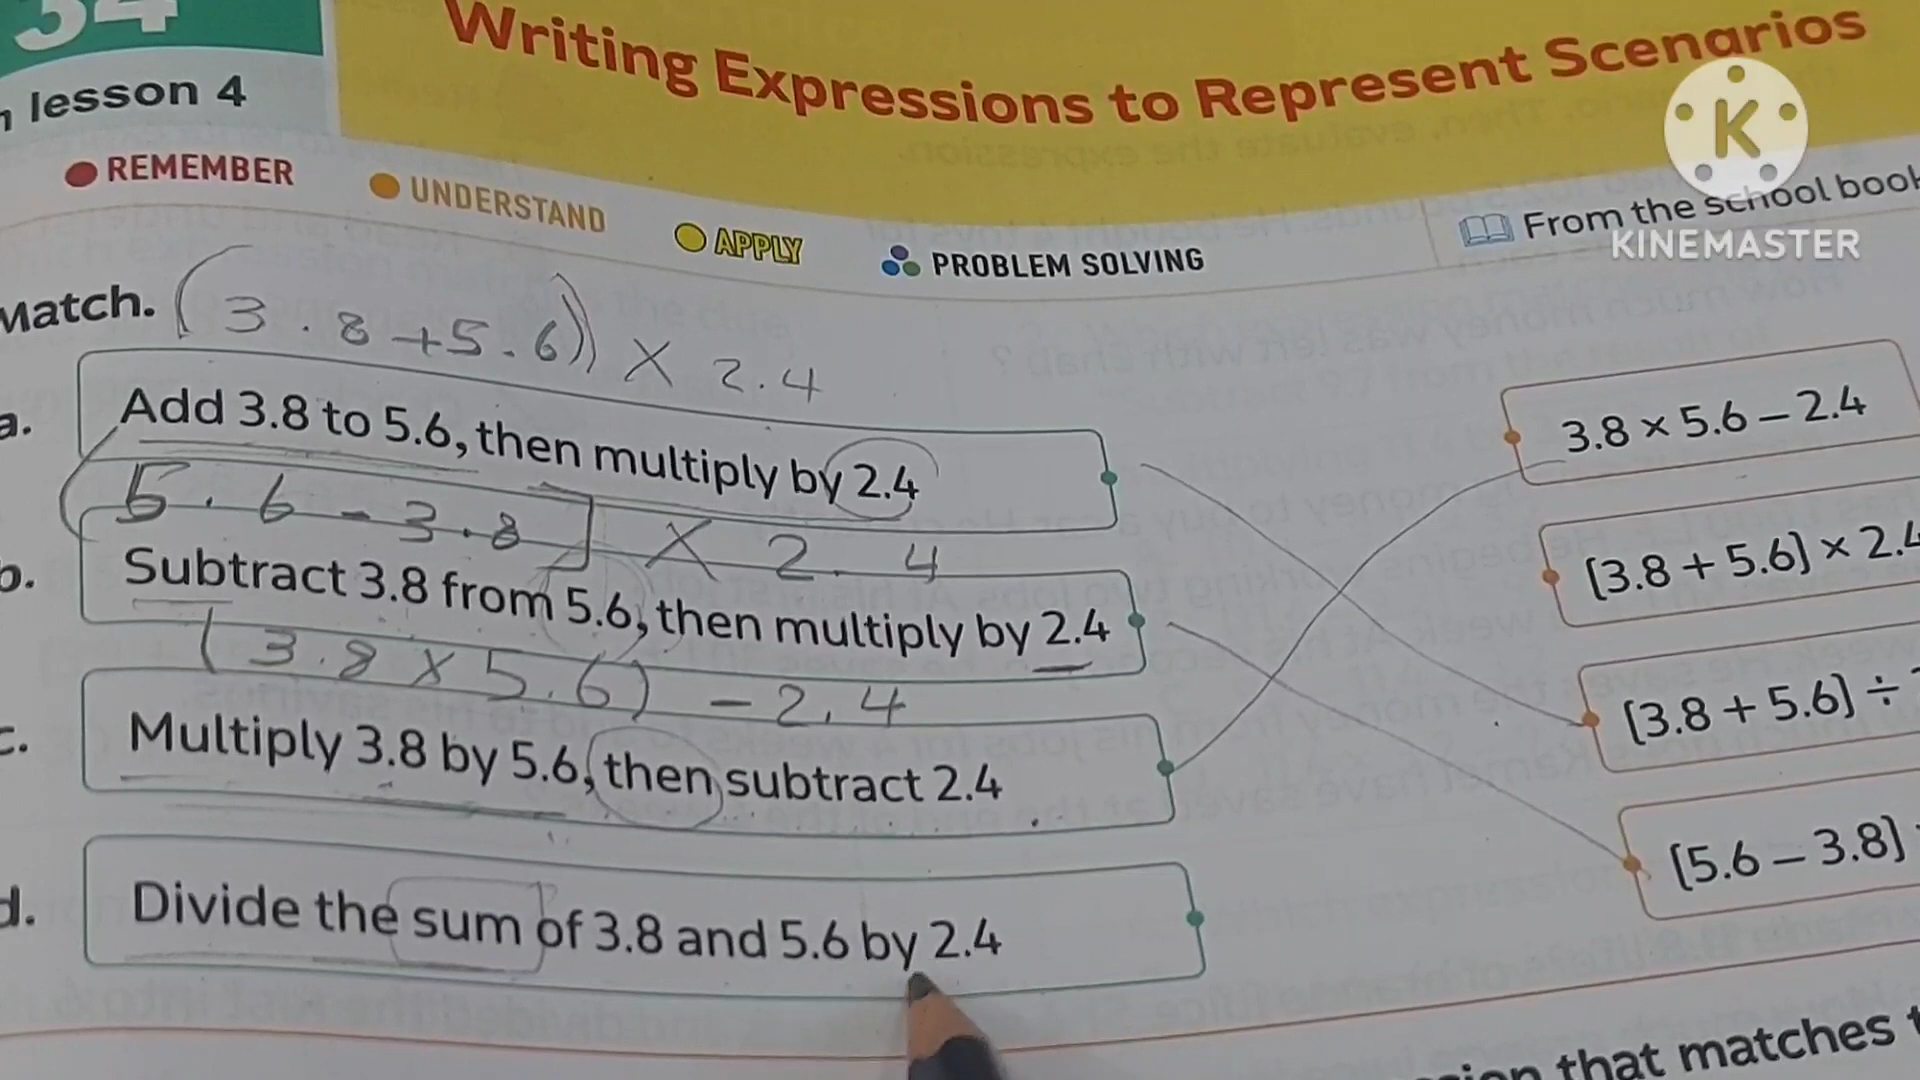 34
lesson 4
Writing Expressions to Represent Scenarios
REMEMBER
UNDERSTAND
APPLY
PROBLEM SOLVING
From the school book
K
KINEMASTER
Match.
(3.8+5.6) × 2.4
a. Add 3.8 to 5.6, then multiply by 2.4
5.6 - 3.8] × 2.4
b. Subtract 3.8 from 5.6, then multiply by 2.4
(3.8 × 5.6) - 2.4
c. Multiply 3.8 by 5.6, then subtract 2.4
d. Divide the sum of 3.8 and 5.6 by 2.4
3.8 × 5.6 – 2.4
[3.8 + 5.6] × 2.4
[3.8 + 5.6] ÷
[5.6 – 3.8]
that matches